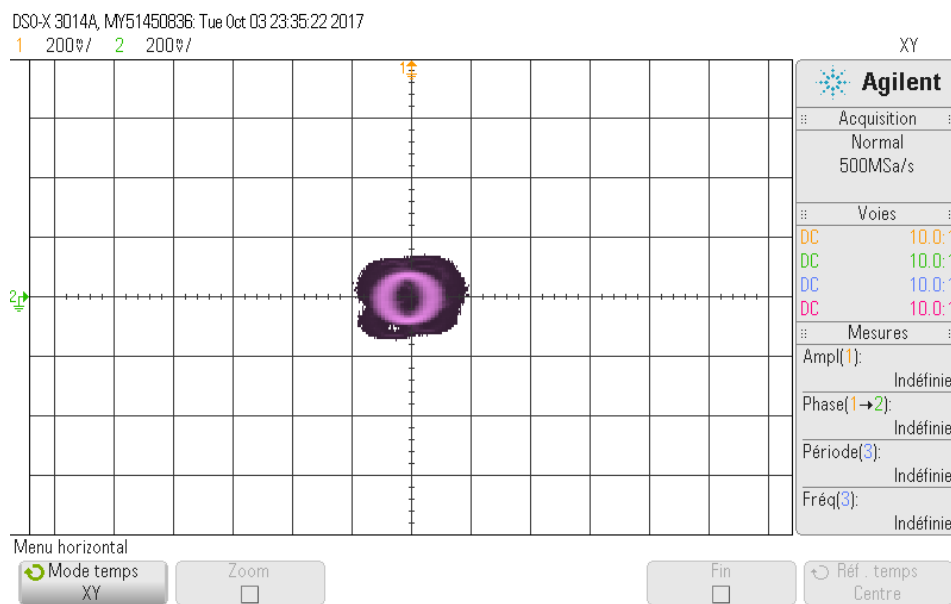 DSO-X 3014A, MY51450836: Tue Oct 03 23:35:22 2017
1 200mV/ 2 200mV/ XY
1
2
Agilent
Acquisition
Normal
500MSa/s
Voies
DC 10.0:1
DC 10.0:1
DC 10.0:1
DC 10.0:1
Mesures
Ampl(1):
Indéfinie
Phase(1→2):
Indéfinie
Période(3):
Indéfinie
Fréq(3):
Indéfinie
Menu horizontal
Mode temps
XY
Zoom
Fin
Réf. temps
Centre